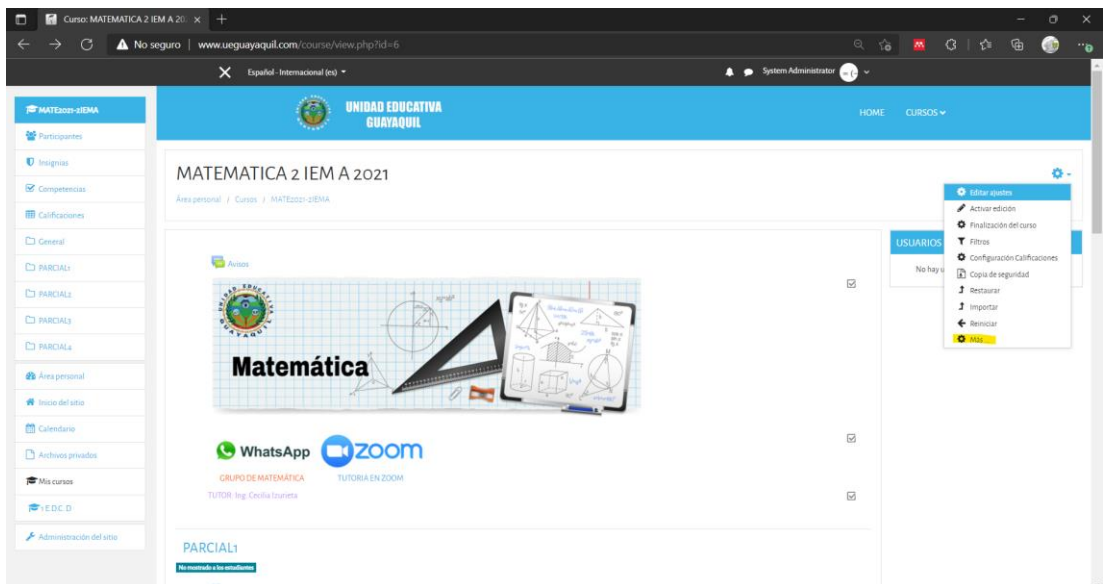 Curso: MATEMATICA 2 IEM A 20
No seguro | www.ueguayaquil.com/course/view.php?id=6
Español - Internacional (es)
System Administrator
MATE2021-2IEMA
Participantes
Insignias
Competencias
Calificaciones
General
PARCIAL1
PARCIAL2
PARCIAL3
PARCIAL4
Área personal
Inicio del sitio
Calendario
Archivos privados
Mis cursos
1 E.D.C. D
Administración del sitio
UNIDAD EDUCATIVA
GUAYAQUIL
HOME CURSOS
MATEMATICA 2 IEM A 2021
Área personal / Cursos / MATE2021-2IEMA
Editar ajustes
Activar edición
Finalización del curso
Filtros
Configuración Calificaciones
Copia de seguridad
Restaurar
Importar
Reiniciar
Más...
USUARIOS
No hay u
Avisos
Matemática
WhatsApp zoom
GRUPO DE MATEMÁTICA TUTORIA EN ZOOM
TUTOR: Ing. Cecilia Izurieta
PARCIAL1
No mostrado a los estudiantes